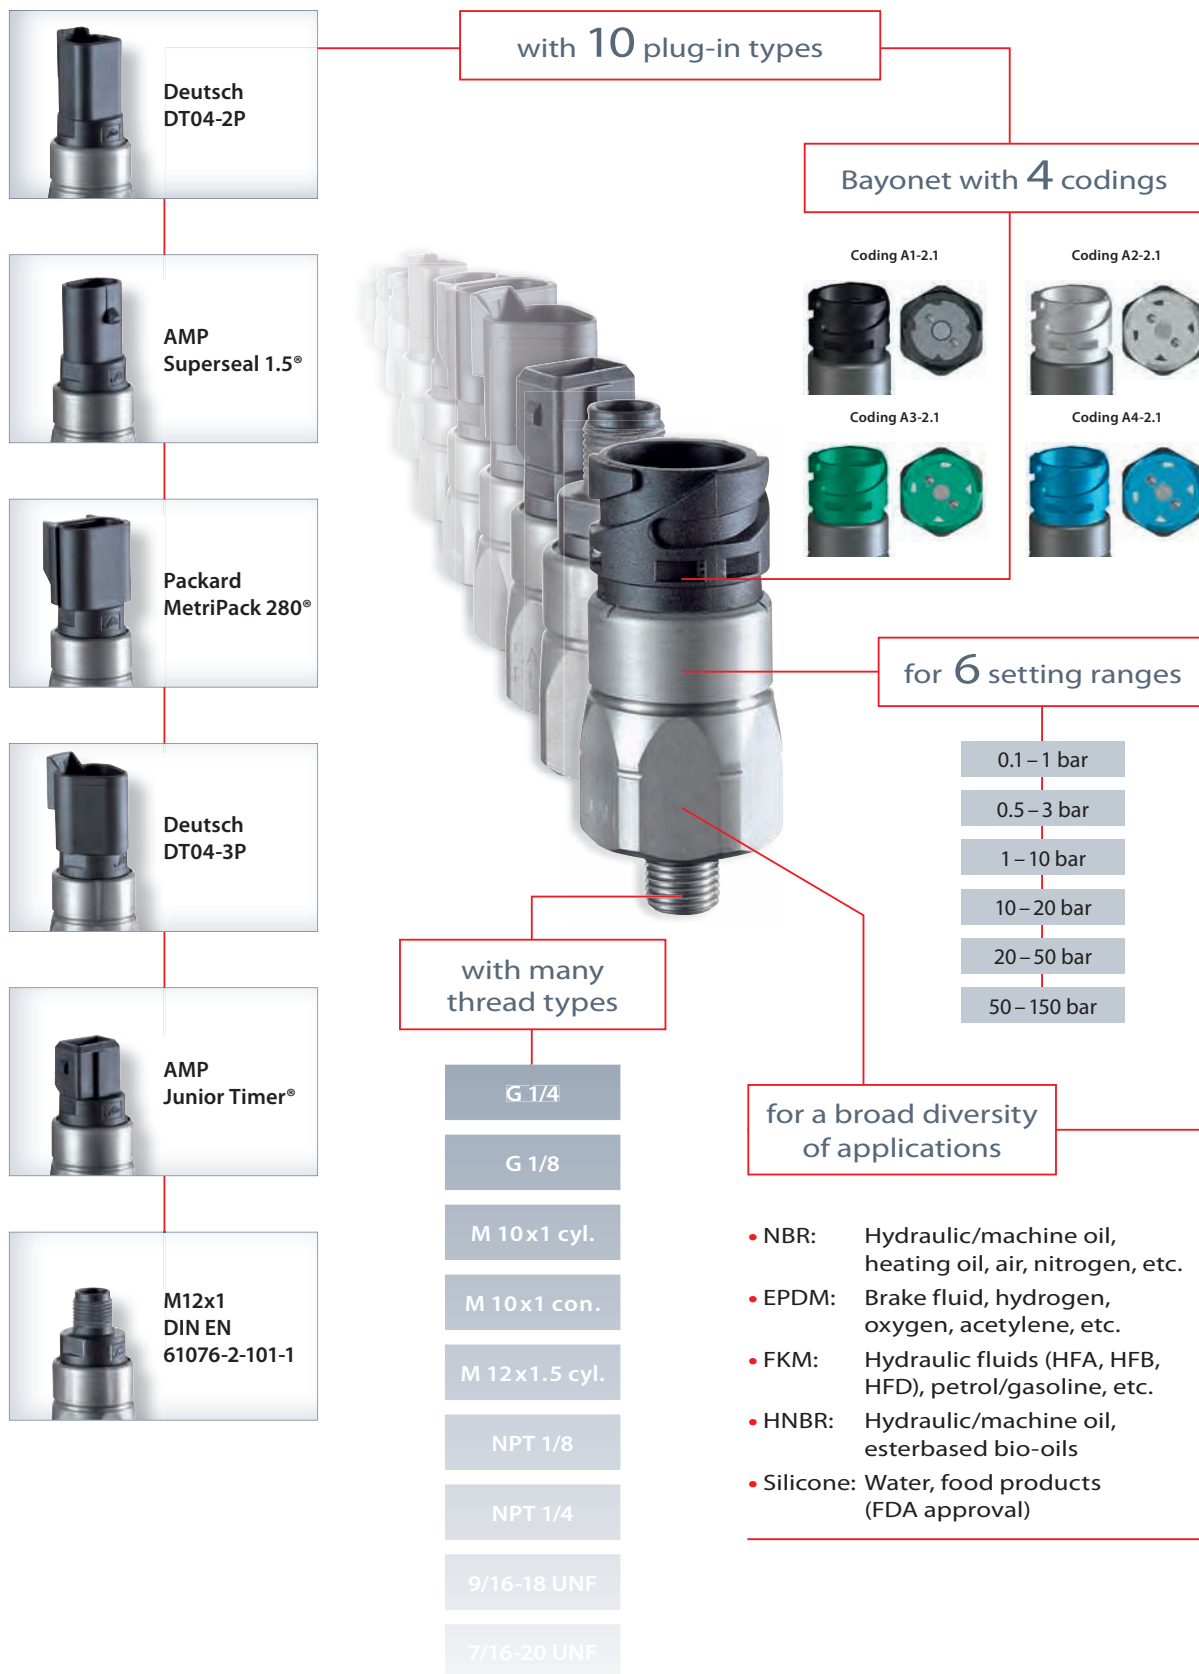 with 10 plug-in types
Deutsch
DT04-2P
Bayonet with 4 codings
Coding A1-2.1
Coding A2-2.1
AMP
Superseal 1.5®
Coding A3-2.1
Coding A4-2.1
Packard
MetriPack 280®
for 6 setting ranges
0.1 – 1 bar
0.5 – 3 bar
1 – 10 bar
10 – 20 bar
20 – 50 bar
50 – 150 bar
Deutsch
DT04-3P
with many
thread types
AMP
Junior Timer®
G 1/4
G 1/8
M 10x1 cyl.
M 10x1 con.
M 12x1.5 cyl.
NPT 1/8
NPT 1/4
9/16-18 UNF
7/16-20 UNF
for a broad diversity
of applications
• NBR: Hydraulic/machine oil,
heating oil, air, nitrogen, etc.
• EPDM: Brake fluid, hydrogen,
oxygen, acetylene, etc.
• FKM: Hydraulic fluids (HFA, HFB,
HFD), petrol/gasoline, etc.
• HNBR: Hydraulic/machine oil,
esterbased bio-oils
• Silicone: Water, food products
(FDA approval)
M12x1
DIN EN
61076-2-101-1